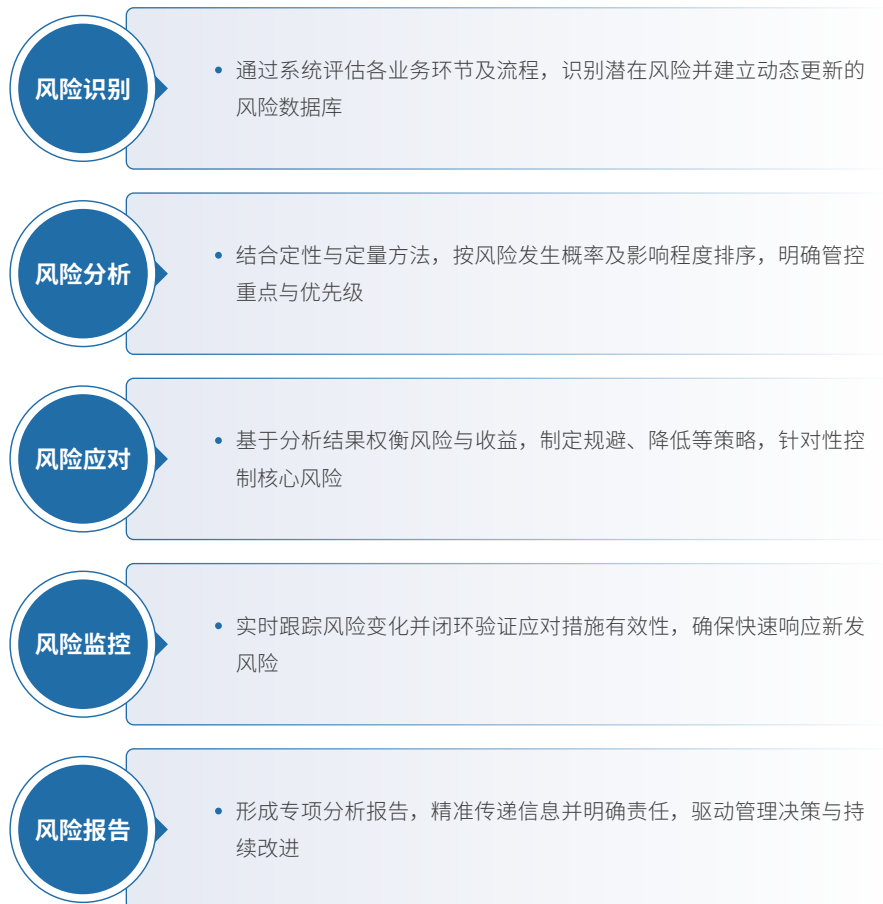 风险识别
• 通过系统评估各业务环节及流程，识别潜在风险并建立动态更新的
风险数据库
风险分析
• 结合定性与定量方法，按风险发生概率及影响程度排序，明确管控
重点与优先级
风险应对
• 基于分析结果权衡风险与收益，制定规避、降低等策略，针对性控
制核心风险
风险监控
• 实时跟踪风险变化并闭环验证应对措施有效性，确保快速响应新发
风险
风险报告
• 形成专项分析报告，精准传递信息并明确责任，驱动管理决策与持
续改进